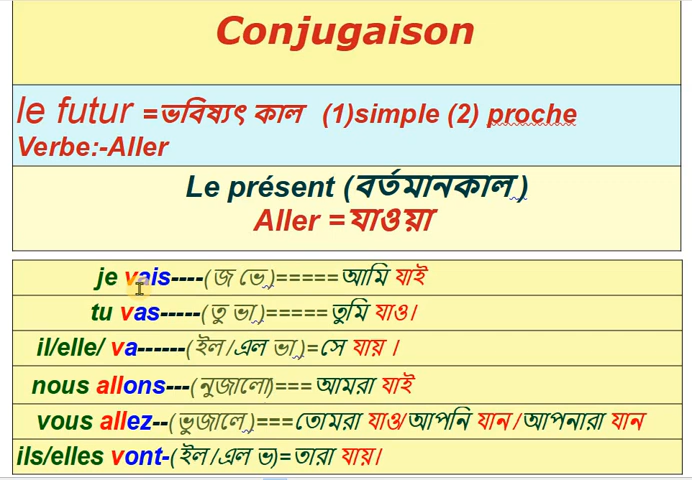 Conjugaison
le futur =ভবিষ্যৎ কাল (1)simple (2) proche
Verbe:-Aller
Le présent (বর্তমানকাল )
Aller =যাওয়া
je vais----(জ ভে )=====আমি যাই
tu vas-----(তু ভা )=====তুমি যাও।
il/elle/ va------(ইল /এল ভা )=সে যায় ।
nous allons---(নুজালো)===আমরা যাই
vous allez--(ভুজালে )===তোমরা যাও/আপনি যান /আপনারা যান
ils/elles vont-(ইল /এল ভ)=তারা যায়।